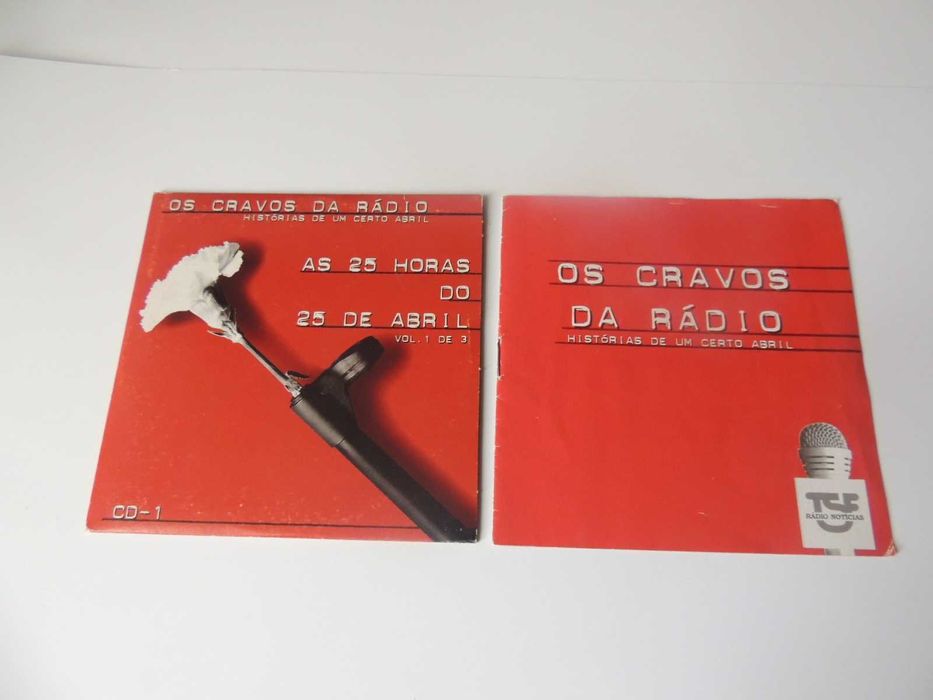 OS CRAVOS DA RÁDIO
HISTÓRIAS DE UM CERTO ABRIL
AS 25 HORAS
DO
25 DE ABRIL
VOL. 1 DE 3
CD-1
OS CRAVOS
DA RÁDIO
HISTÓRIAS DE UM CERTO ABRIL
TSF
RÁDIO NOTÍCIAS